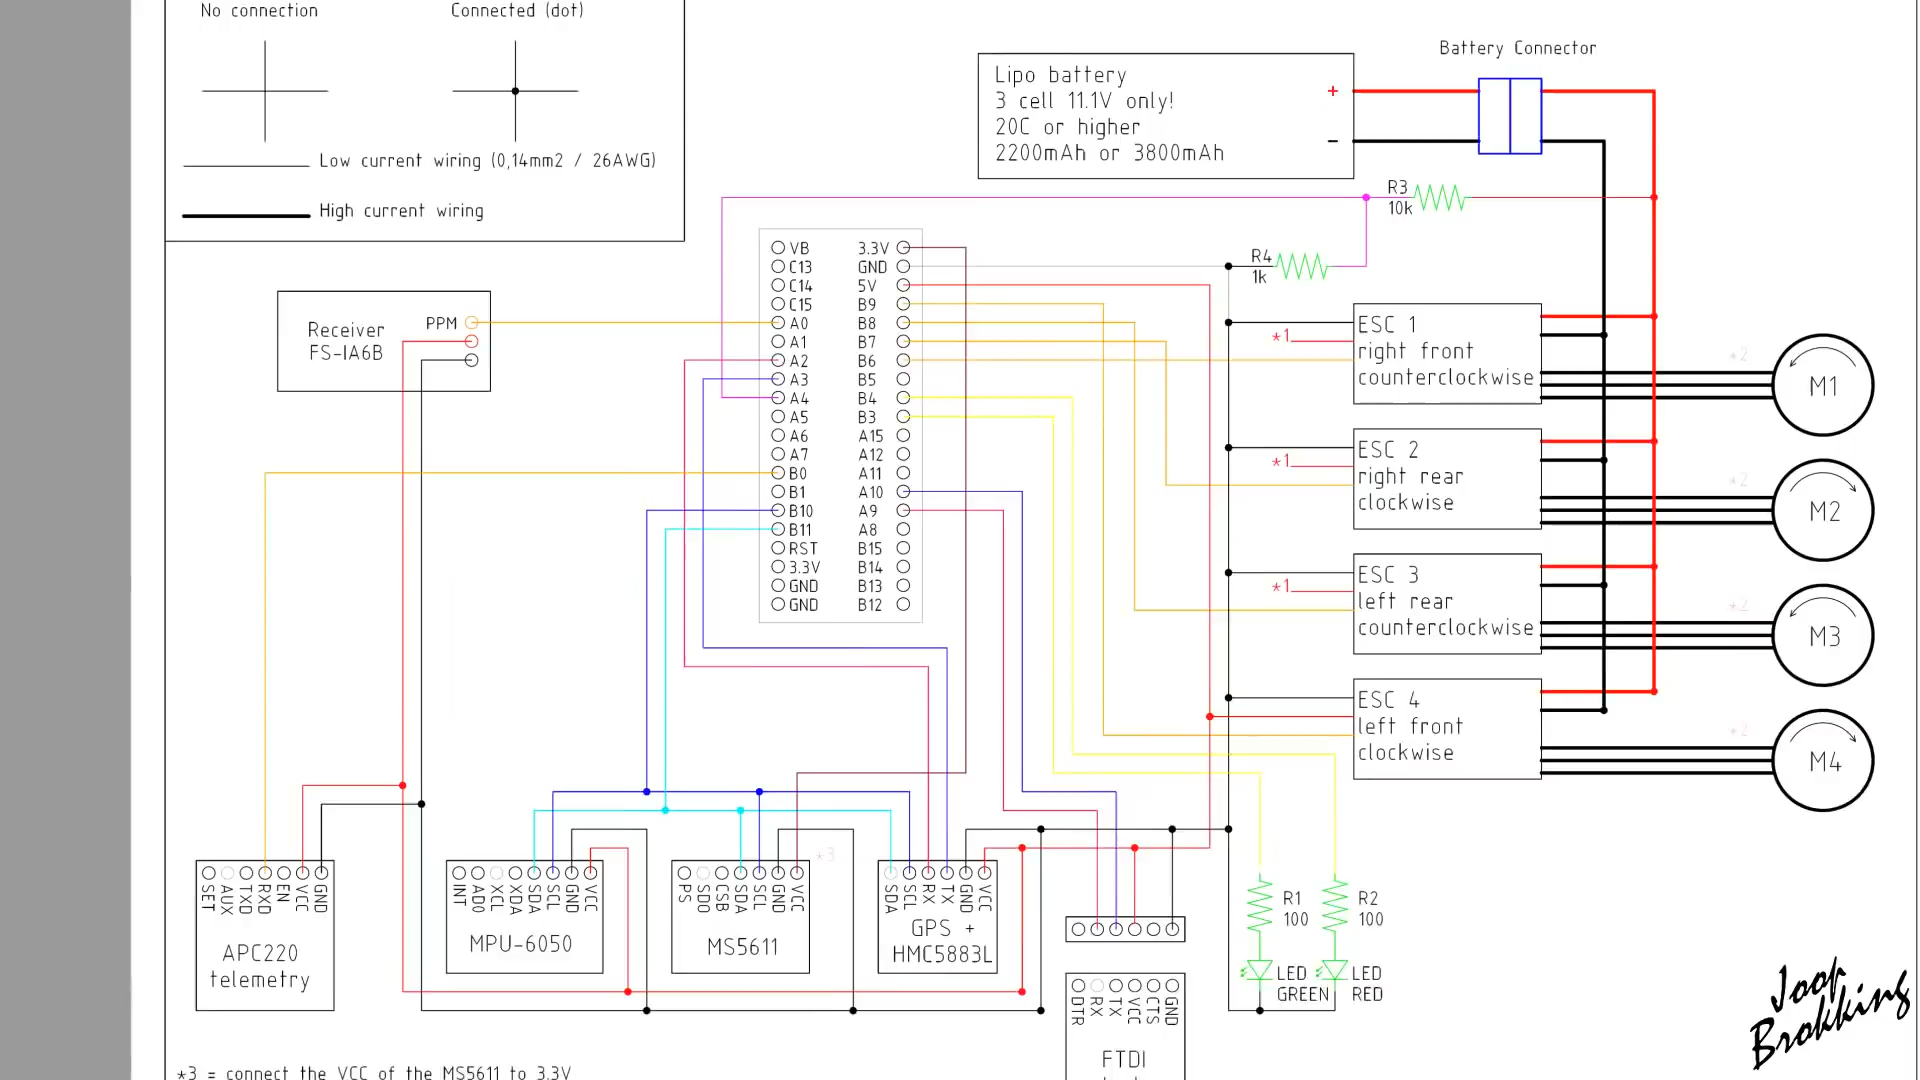 No connection
Connected (dot)
Low current wiring (0,14mm2 / 26AWG)
High current wiring
Lipo battery
3 cell 11.1V only!
20C or higher
2200mAh or 3800mAh
+
-
Battery Connector
R3
10k
R4
1k
Receiver
FS-IA6B
PPM
VB
C13
C14
C15
A0
A1
A2
A3
A4
A5
A6
A7
B0
B1
B10
B11
RST
3.3V
GND
GND
3.3V
GND
5V
B9
B8
B7
B6
B5
B4
B3
A15
A12
A11
A10
A9
A8
B15
B14
B13
B12
*1
ESC 1
right front
counterclockwise
*2
M1
*1
ESC 2
right rear
clockwise
*2
M2
*1
ESC 3
left rear
counterclockwise
*2
M3
ESC 4
left front
clockwise
*2
M4
SET
AUX
TXD
RXD
EN
VCC
GND
APC220
telemetry
INT
AD0
XCL
XDA
SDA
SCL
GND
VCC
MPU-6050
PS
SDO
CSB
SDA
SCL
GND
VCC
*3
MS5611
SDA
SCL
RX
TX
GND
VCC
GPS +
HMC5883L
DTR
RX
TX
VCC
CTS
GND
FTDI
R1
100
R2
100
LED
GREEN
LED
RED
Joop
Brokking
*3 = connect the VCC of the MS5611 to 3.3V